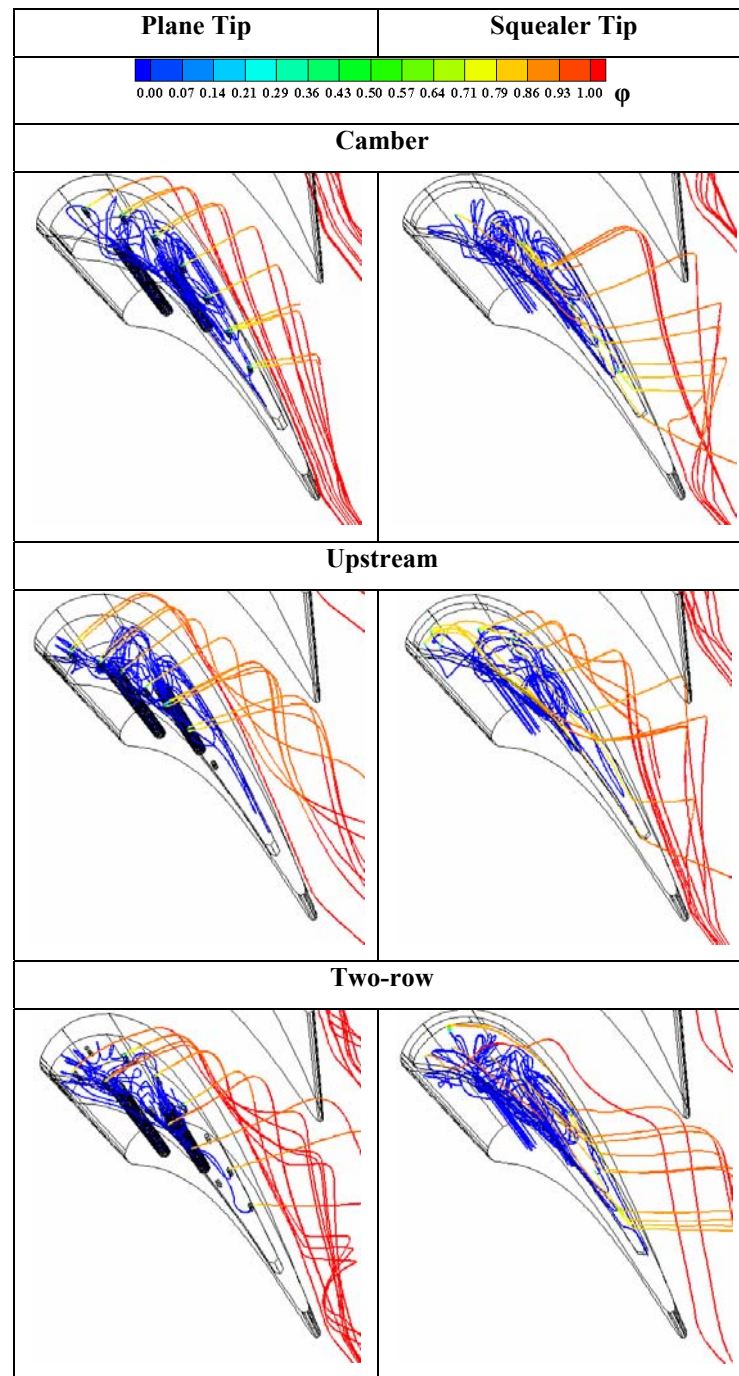 Plane Tip Squealer Tip
0.00 0.07 0.14 0.21 0.29 0.36 0.43 0.50 0.57 0.64 0.71 0.79 0.86 0.93 1.00 φ
Camber
Upstream
Two-row